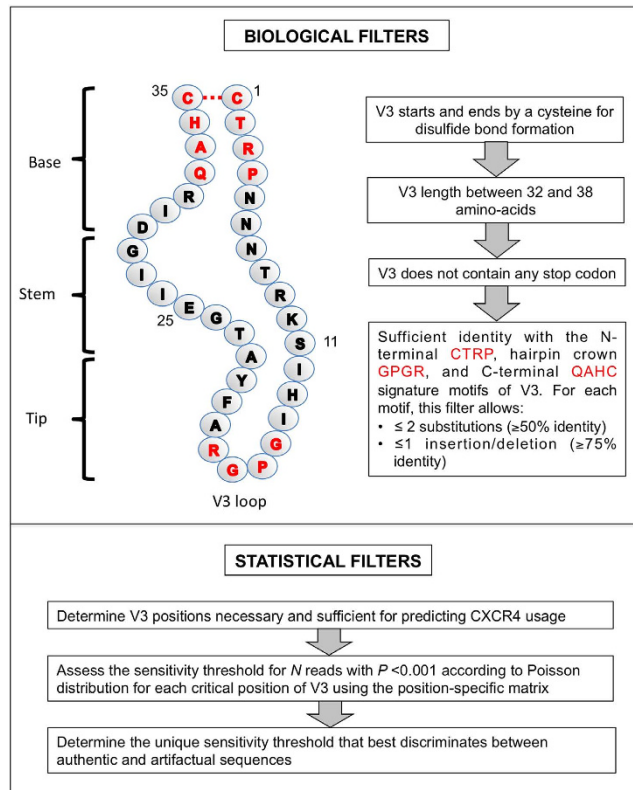 BIOLOGICAL FILTERS
35
1
C
T
R
P
N
N
N
T
R
K
S
I
H
I
G
P
G
R
A
F
Y
A
T
G
E
I
I
G
D
I
R
Q
A
H
C
11
25
Base
Stem
Tip
V3 loop
V3 starts and ends by a cysteine for
disulfide bond formation
V3 length between 32 and 38
amino-acids
V3 does not contain any stop codon
Sufficient identity with the N-
terminal CTRP, hairpin crown
GPGR, and C-terminal QAHC
signature motifs of V3. For each
motif, this filter allows:
• ≤ 2 substitutions (≥50% identity)
• ≤1 insertion/deletion (≥75%
identity)
STATISTICAL FILTERS
Determine V3 positions necessary and sufficient for predicting CXCR4 usage
Assess the sensitivity threshold for N reads with P <0.001 according to Poisson
distribution for each critical position of V3 using the position-specific matrix
Determine the unique sensitivity threshold that best discriminates between
authentic and artifactual sequences